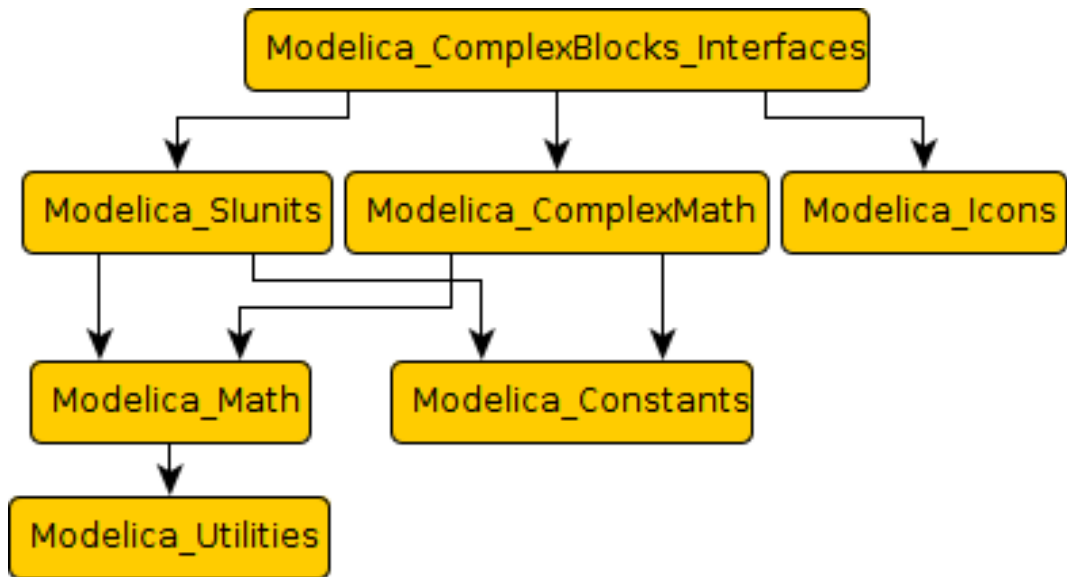 Modelica_ComplexBlocks_Interfaces
Modelica_SIunits
Modelica_ComplexMath
Modelica_Icons
Modelica_Math
Modelica_Constants
Modelica_Utilities